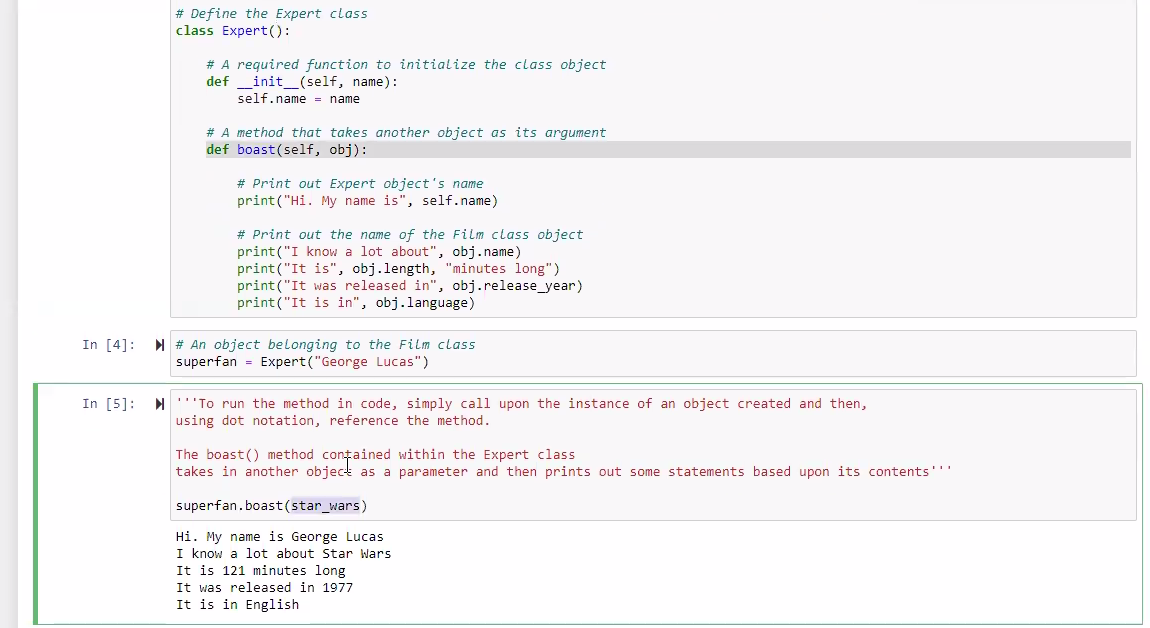 # Define the Expert class
class Expert():
# A required function to initialize the class object
def __init__(self, name):
self.name = name
# A method that takes another object as its argument
def boast(self, obj):
# Print out Expert object's name
print("Hi. My name is", self.name)
# Print out the name of the Film class object
print("I know a lot about", obj.name)
print("It is", obj.length, "minutes long")
print("It was released in", obj.release_year)
print("It is in", obj.language)
In [4]:
# An object belonging to the Film class
superfan = Expert("George Lucas")
In [5]:
'''To run the method in code, simply call upon the instance of an object created and then,
using dot notation, reference the method.
The boast() method contained within the Expert class
takes in another object as a parameter and then prints out some statements based upon its contents'''
superfan.boast(star_wars)
Hi. My name is George Lucas
I know a lot about Star Wars
It is 121 minutes long
It was released in 1977
It is in English